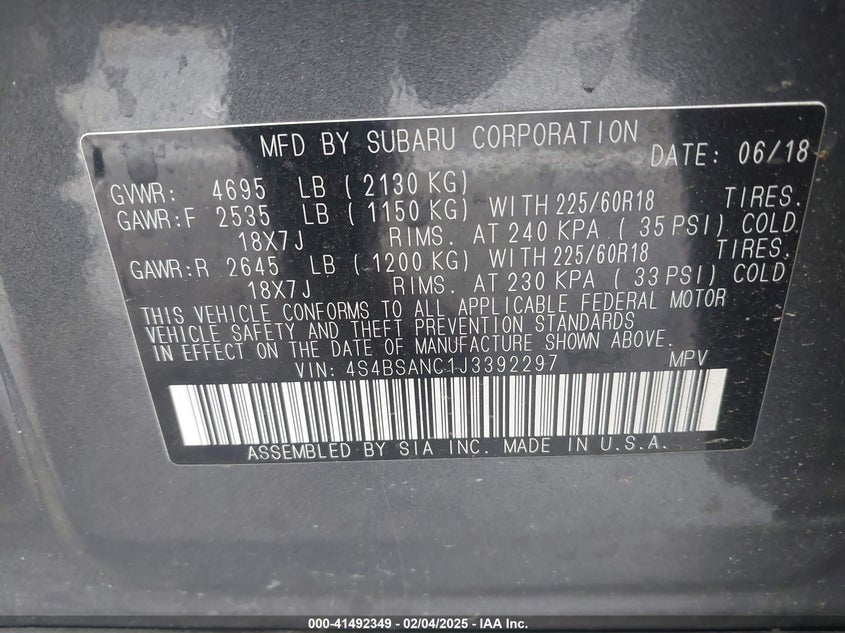 MFD BY SUBARU CORPORATION DATE: 06/18
GVWR: 4695 LB ( 2130 KG)
GAWR:F 2535 LB ( 1150 KG) WITH 225/60R18 TIRES.
18X7J RIMS. AT 240 KPA ( 35 PSI) COLD
GAWR:R 2645 LB ( 1200 KG) WITH 225/60R18 TIRES.
18X7J RIMS. AT 230 KPA ( 33 PSI) COLD
THIS VEHICLE CONFORMS TO ALL APPLICABLE FEDERAL MOTOR
VEHICLE SAFETY AND THEFT PREVENTION STANDARDS
IN EFFECT ON THE DATE OF MANUFACTURE SHOWN ABOVE.
VIN: 4S4BSANC1J3392297 MPV
ASSEMBLED BY SIA INC. MADE IN U.S.A.
000-41492349 - 02/04/2025 - IAA Inc.